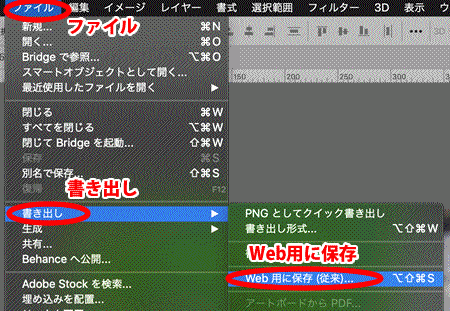 ファイル 編集 イメージ レイヤー 書式 選択範囲 フィルター 3D 表示
ファイル
新規... ⌘N
開く... ⌘O
Bridge で参照... ⌥⌘O
スマートオブジェクトとして開く...
最近使用したファイルを開く ▶
150 200 250 300
閉じる ⌘W
すべてを閉じる ⌥⌘W
閉じて Bridge を起動... ⇧⌘W
保存 ⌘S
別名で保存... ⇧⌘S
復帰 F12
書き出し
書き出し ▶
生成 ▶
共有...
Behance へ公開...
Adobe Stock を検索...
埋め込みを配置...
PNG としてクイック書き出し
書き出し形式... ⌥⇧⌘W
Web用に保存
Web 用に保存 (従来)... ⌥⇧⌘S
アートボードから PDF...